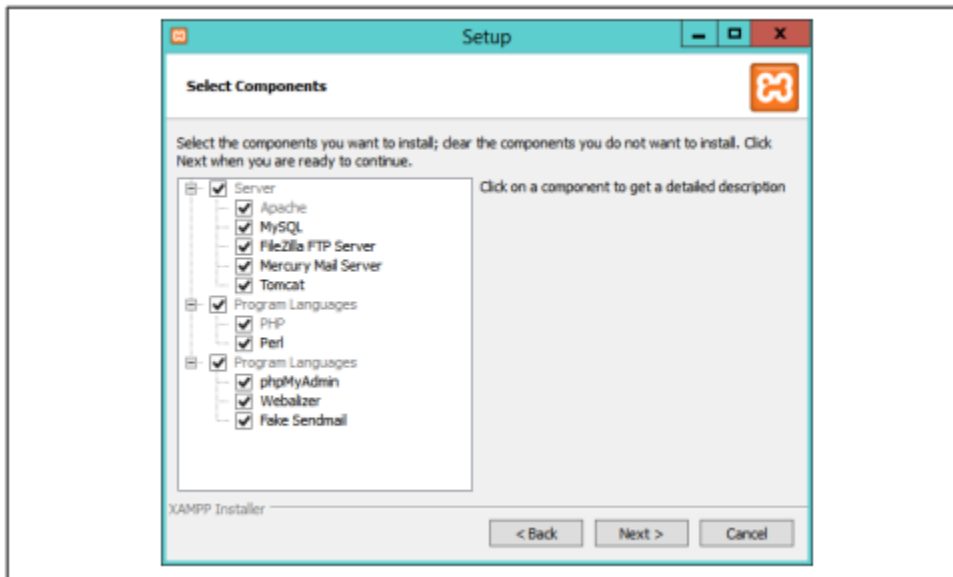 Setup
Select Components
Select the components you want to install; clear the components you do not want to install. Click
Next when you are ready to continue.
Server
Apache
MySQL
FileZilla FTP Server
Mercury Mail Server
Tomcat
Program Languages
PHP
Perl
Program Languages
phpMyAdmin
Webalizer
Fake Sendmail
Click on a component to get a detailed description
XAMPP Installer
< Back Next > Cancel